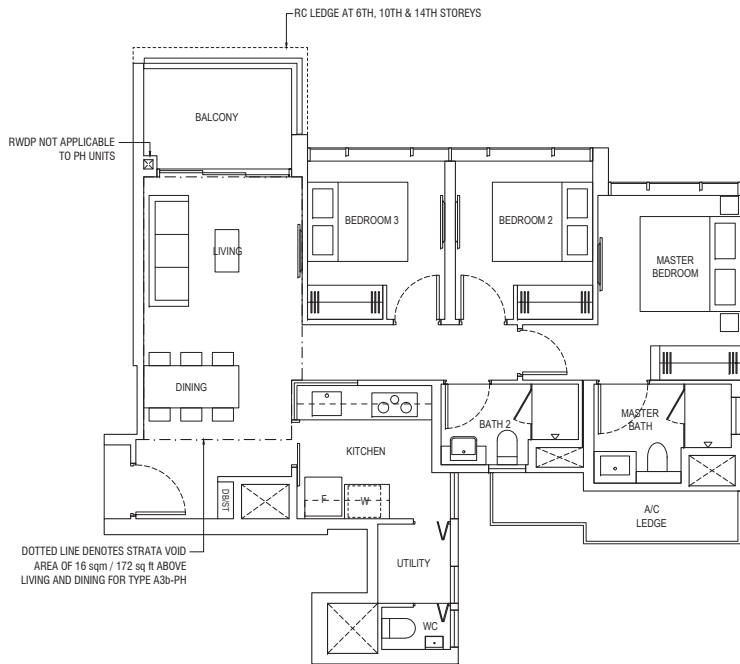 RC LEDGE AT 6TH, 10TH & 14TH STOREYS
BALCONY
RWDP NOT APPLICABLE
TO PH UNITS
BEDROOM 3
BEDROOM 2
LIVING
MASTER
BEDROOM
DINING
BATH 2
MASTER
BATH
KITCHEN
F
W
DB/ST
A/C
LEDGE
DOTTED LINE DENOTES STRATA VOID
AREA OF 16 sqm / 172 sq ft ABOVE
LIVING AND DINING FOR TYPE A3b-PH
UTILITY
WC